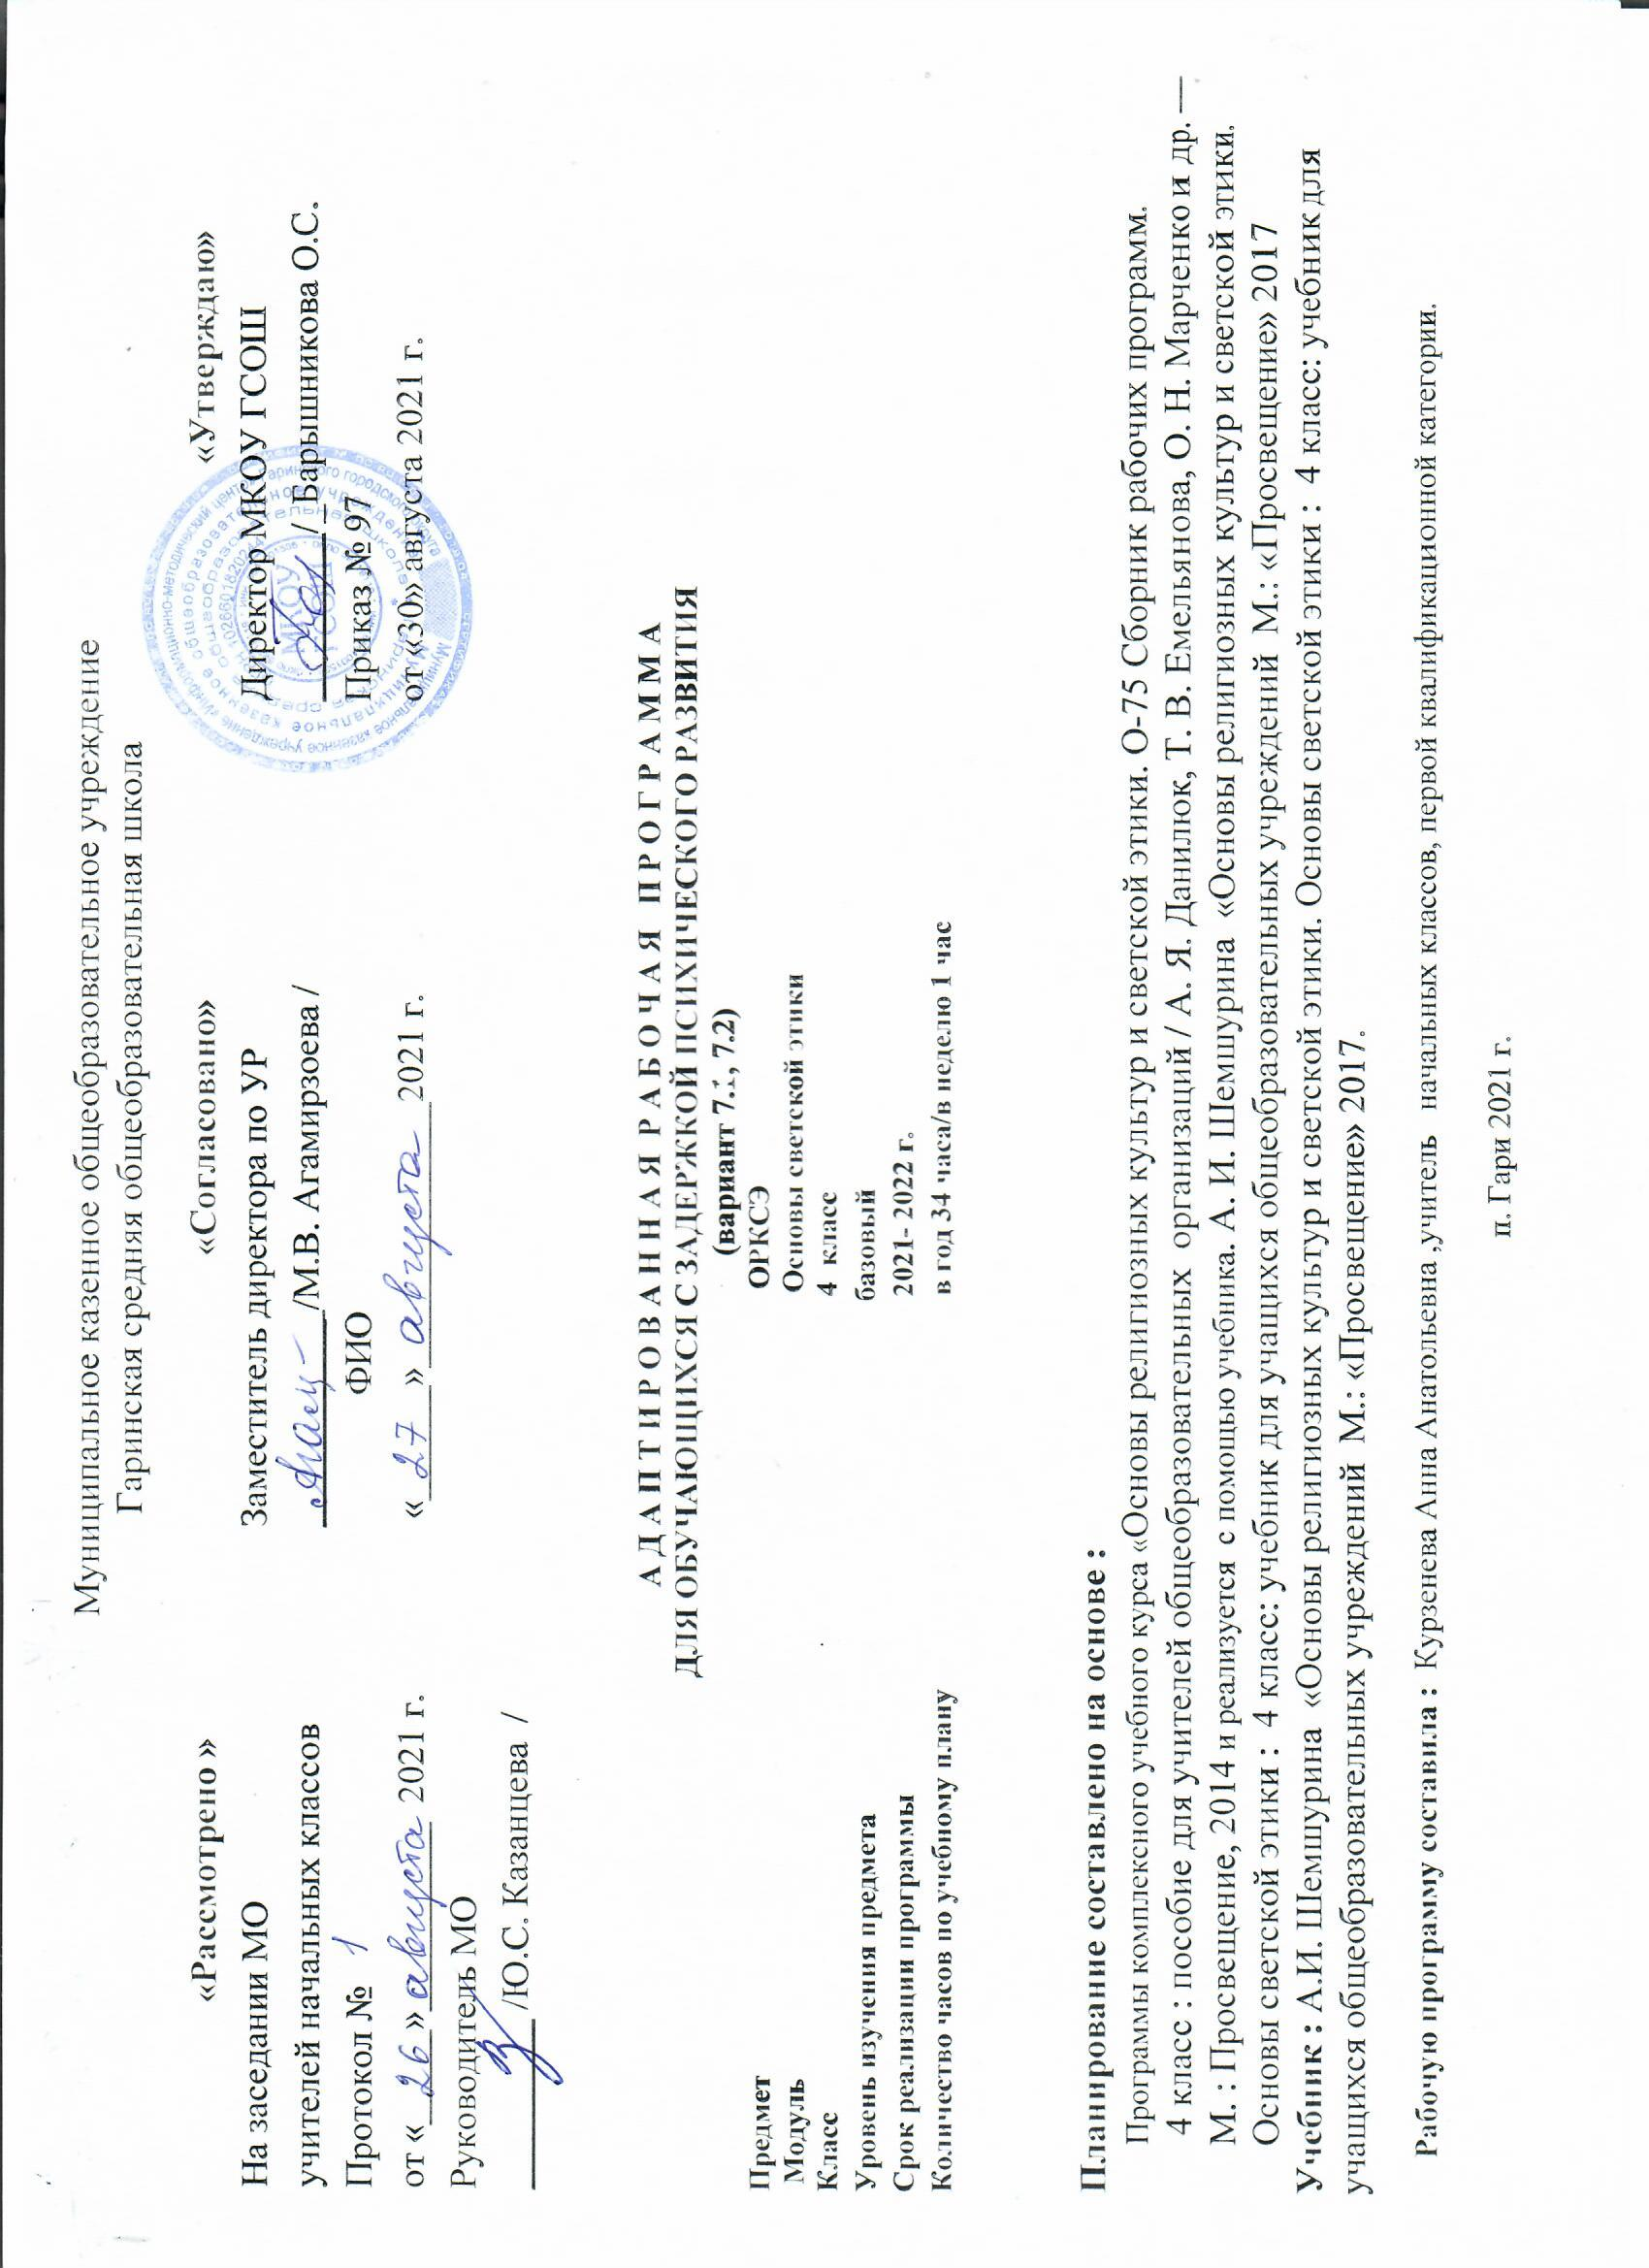 Муниципальное казенное общеобразовательное учреждение
Гаринская средняя общеобразовательная школа
«Рассмотрено »
На заседании МО
учителей начальных классов
Протокол № 1
от « 26 » августа 2021 г.
Руководитель МО
/Ю.С. Казанцева /
«Согласовано»
Заместитель директора по УР
/М.В. Агамирзоева /
ФИО
« 27 » августа 2021 г.
«Утверждаю»
Директор МКОУ ГСОШ
/ Барышникова О.С.
Приказ № 97
от «30» августа 2021 г.
А Д А П Т И Р О В А Н Н А Я Р А Б О Ч А Я П Р О Г Р А М М А
ДЛЯ ОБУЧАЮЩИХСЯ С ЗАДЕРЖКОЙ ПСИХИЧЕСКОГО РАЗВИТИЯ
(вариант 7.1, 7.2)
Предмет ОРКСЭ
Модуль Основы светской этики
Класс 4 класс
Уровень изучения предмета базовый
Срок реализации программы 2021- 2022 г.
Количество часов по учебному плану в год 34 часа/в неделю 1 час
Планирование составлено на основе :
Программы комплексного учебного курса «Основы религиозных культур и светской этики. О-75 Сборник рабочих программ.
4 класс : пособие для учителей общеобразовательных организаций / А. Я. Данилюк, Т. В. Емельянова, О. Н. Марченко и др. —
М. : Просвещение, 2014 и реализуется с помощью учебника. А. И. Шемшурина «Основы религиозных культур и светской этики.
Основы светской этики : 4 класс: учебник для учащихся общеобразовательных учреждений М.: «Просвещение» 2017
Учебник : А.И. Шемшурина «Основы религиозных культур и светской этики. Основы светской этики : 4 класс: учебник для
учащихся общеобразовательных учреждений М.: «Просвещение» 2017.
Рабочую программу составила : Курзенева Анна Анатольевна ,учитель начальных классов, первой квалификационной категории.
п. Гари 2021 г.